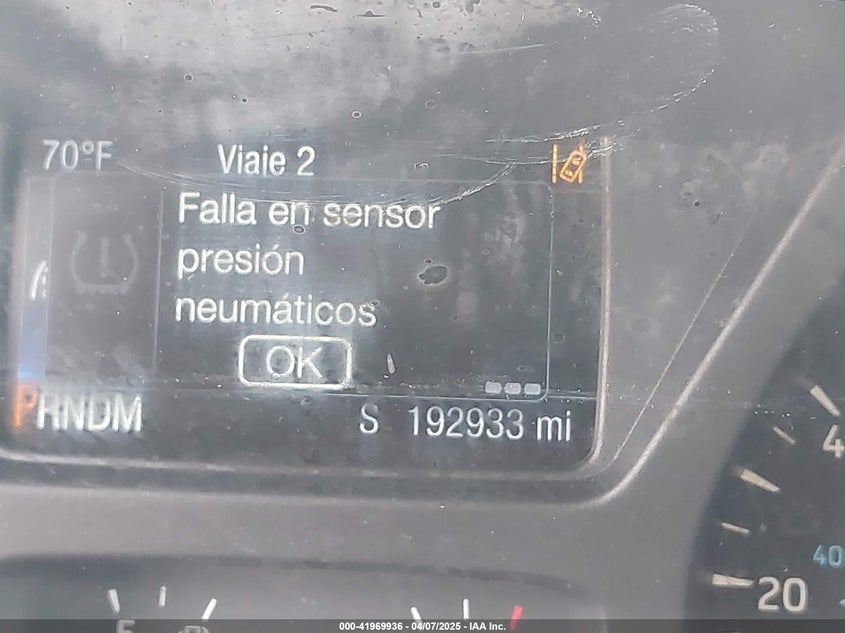 70°F
Viaje 2
Falla en sensor
presión
neumáticos
OK
PRNDM
S 192933 mi
4
40
20
E
000-41969936 - 04/07/2025 - IAA Inc.